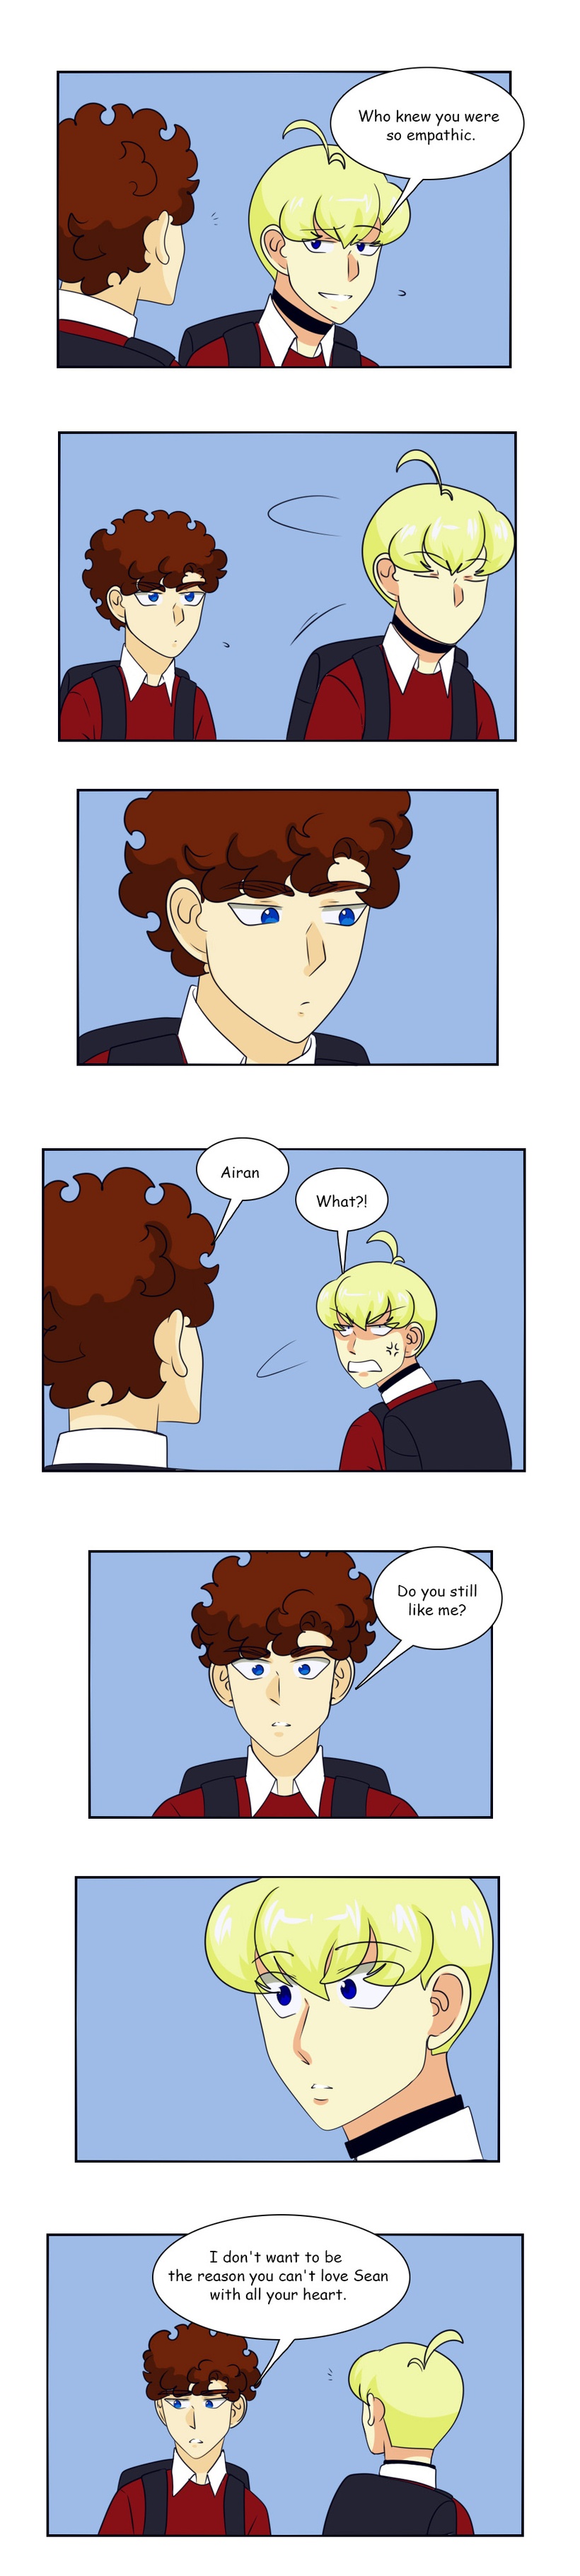 Who knew you were
so empathic.
Airan
What?!
Do you still
like me?
I don't want to be
the reason you can't love Sean
with all your heart.